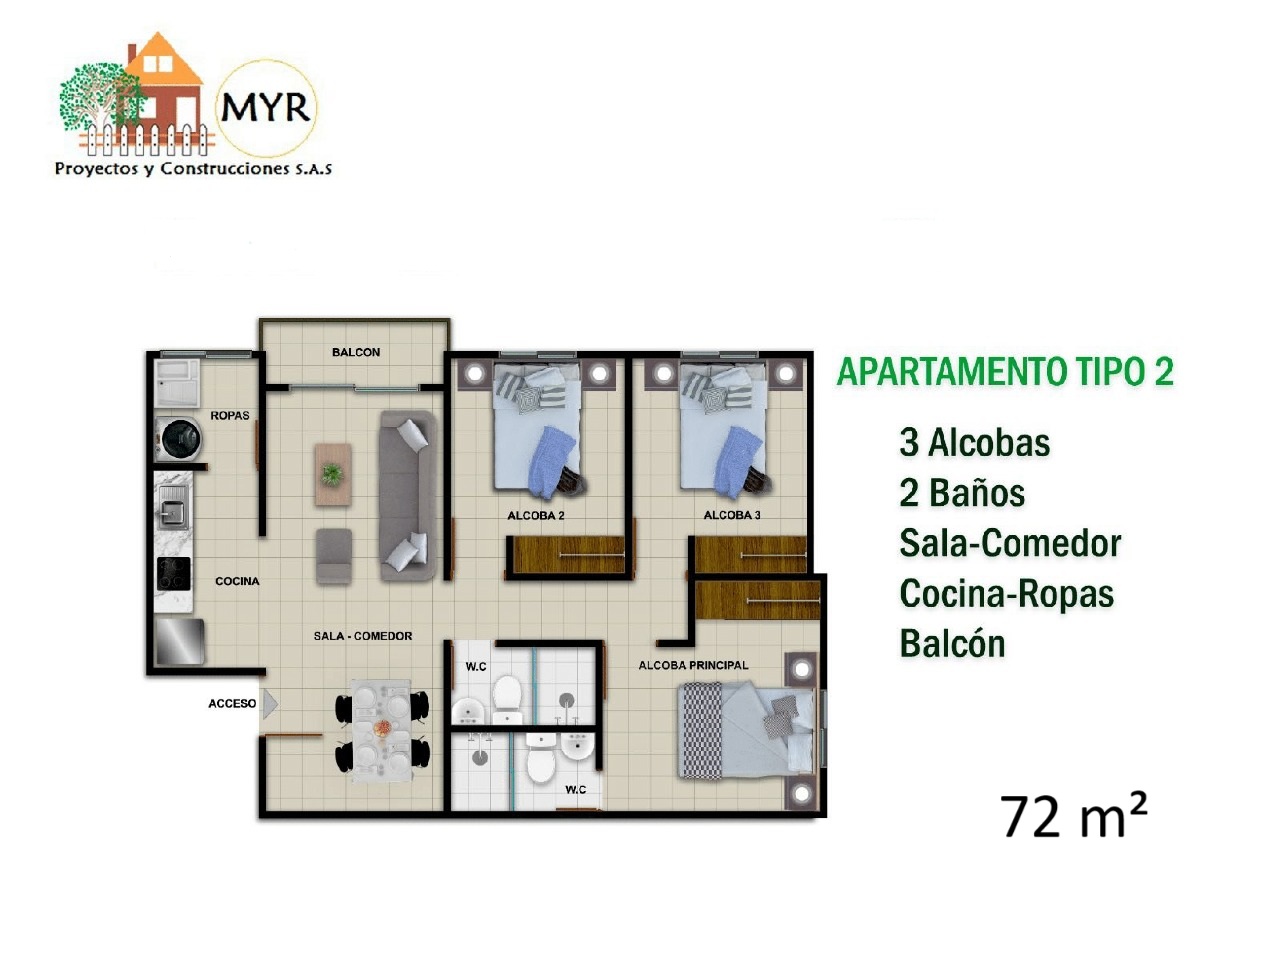 MYR
Proyectos y Construcciones S.A.S
BALCON
ROPAS
APARTAMENTO TIPO 2
3 Alcobas
2 Baños
Sala-Comedor
Cocina-Ropas
Balcón
ALCOBA 2
ALCOBA 3
COCINA
SALA - COMEDOR
W.C
ALCOBA PRINCIPAL
ACCESO
W.C
72 m²